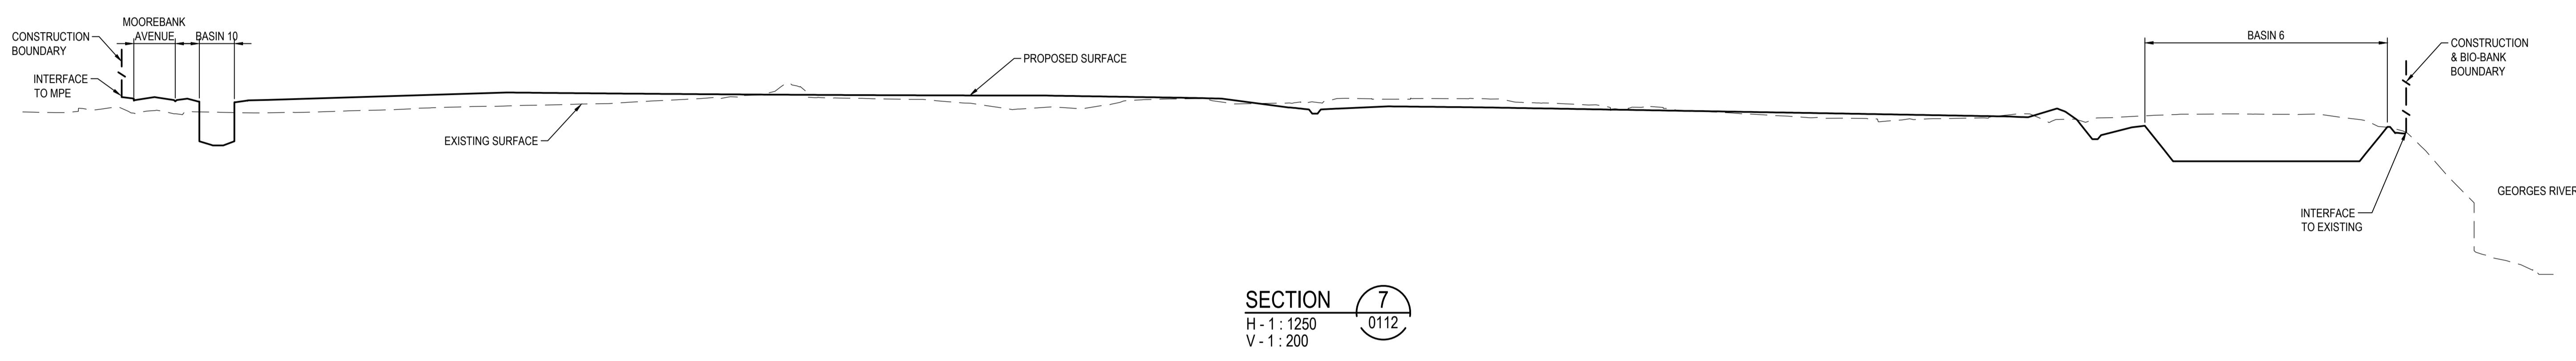 MOOREBANK
AVENUE
BASIN 10
CONSTRUCTION
BOUNDARY
INTERFACE
TO MPE
PROPOSED SURFACE
EXISTING SURFACE
BASIN 6
CONSTRUCTION
& BIO-BANK
BOUNDARY
GEORGES RIVER
INTERFACE
TO EXISTING
SECTION
7
0112
H - 1 : 1250
V - 1 : 200